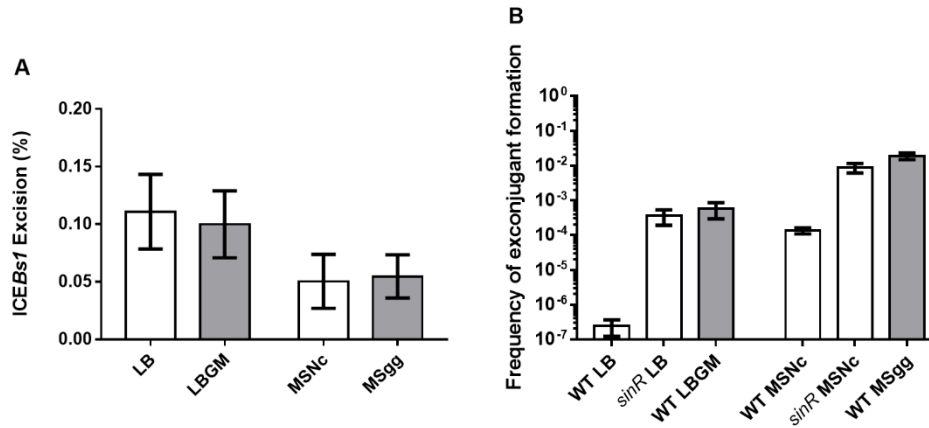 A
ICEBs1 Excision (%)
0.20
0.15
0.10
0.05
0.00
LB
LBGM
MSNc
MSgg
B
Frequency of exconjugant formation
10⁰
10⁻¹
10⁻²
10⁻³
10⁻⁴
10⁻⁵
10⁻⁶
10⁻⁷
WT LB
sinR LB
WT LBGM
WT MSNc
sinR MSNc
WT MSgg